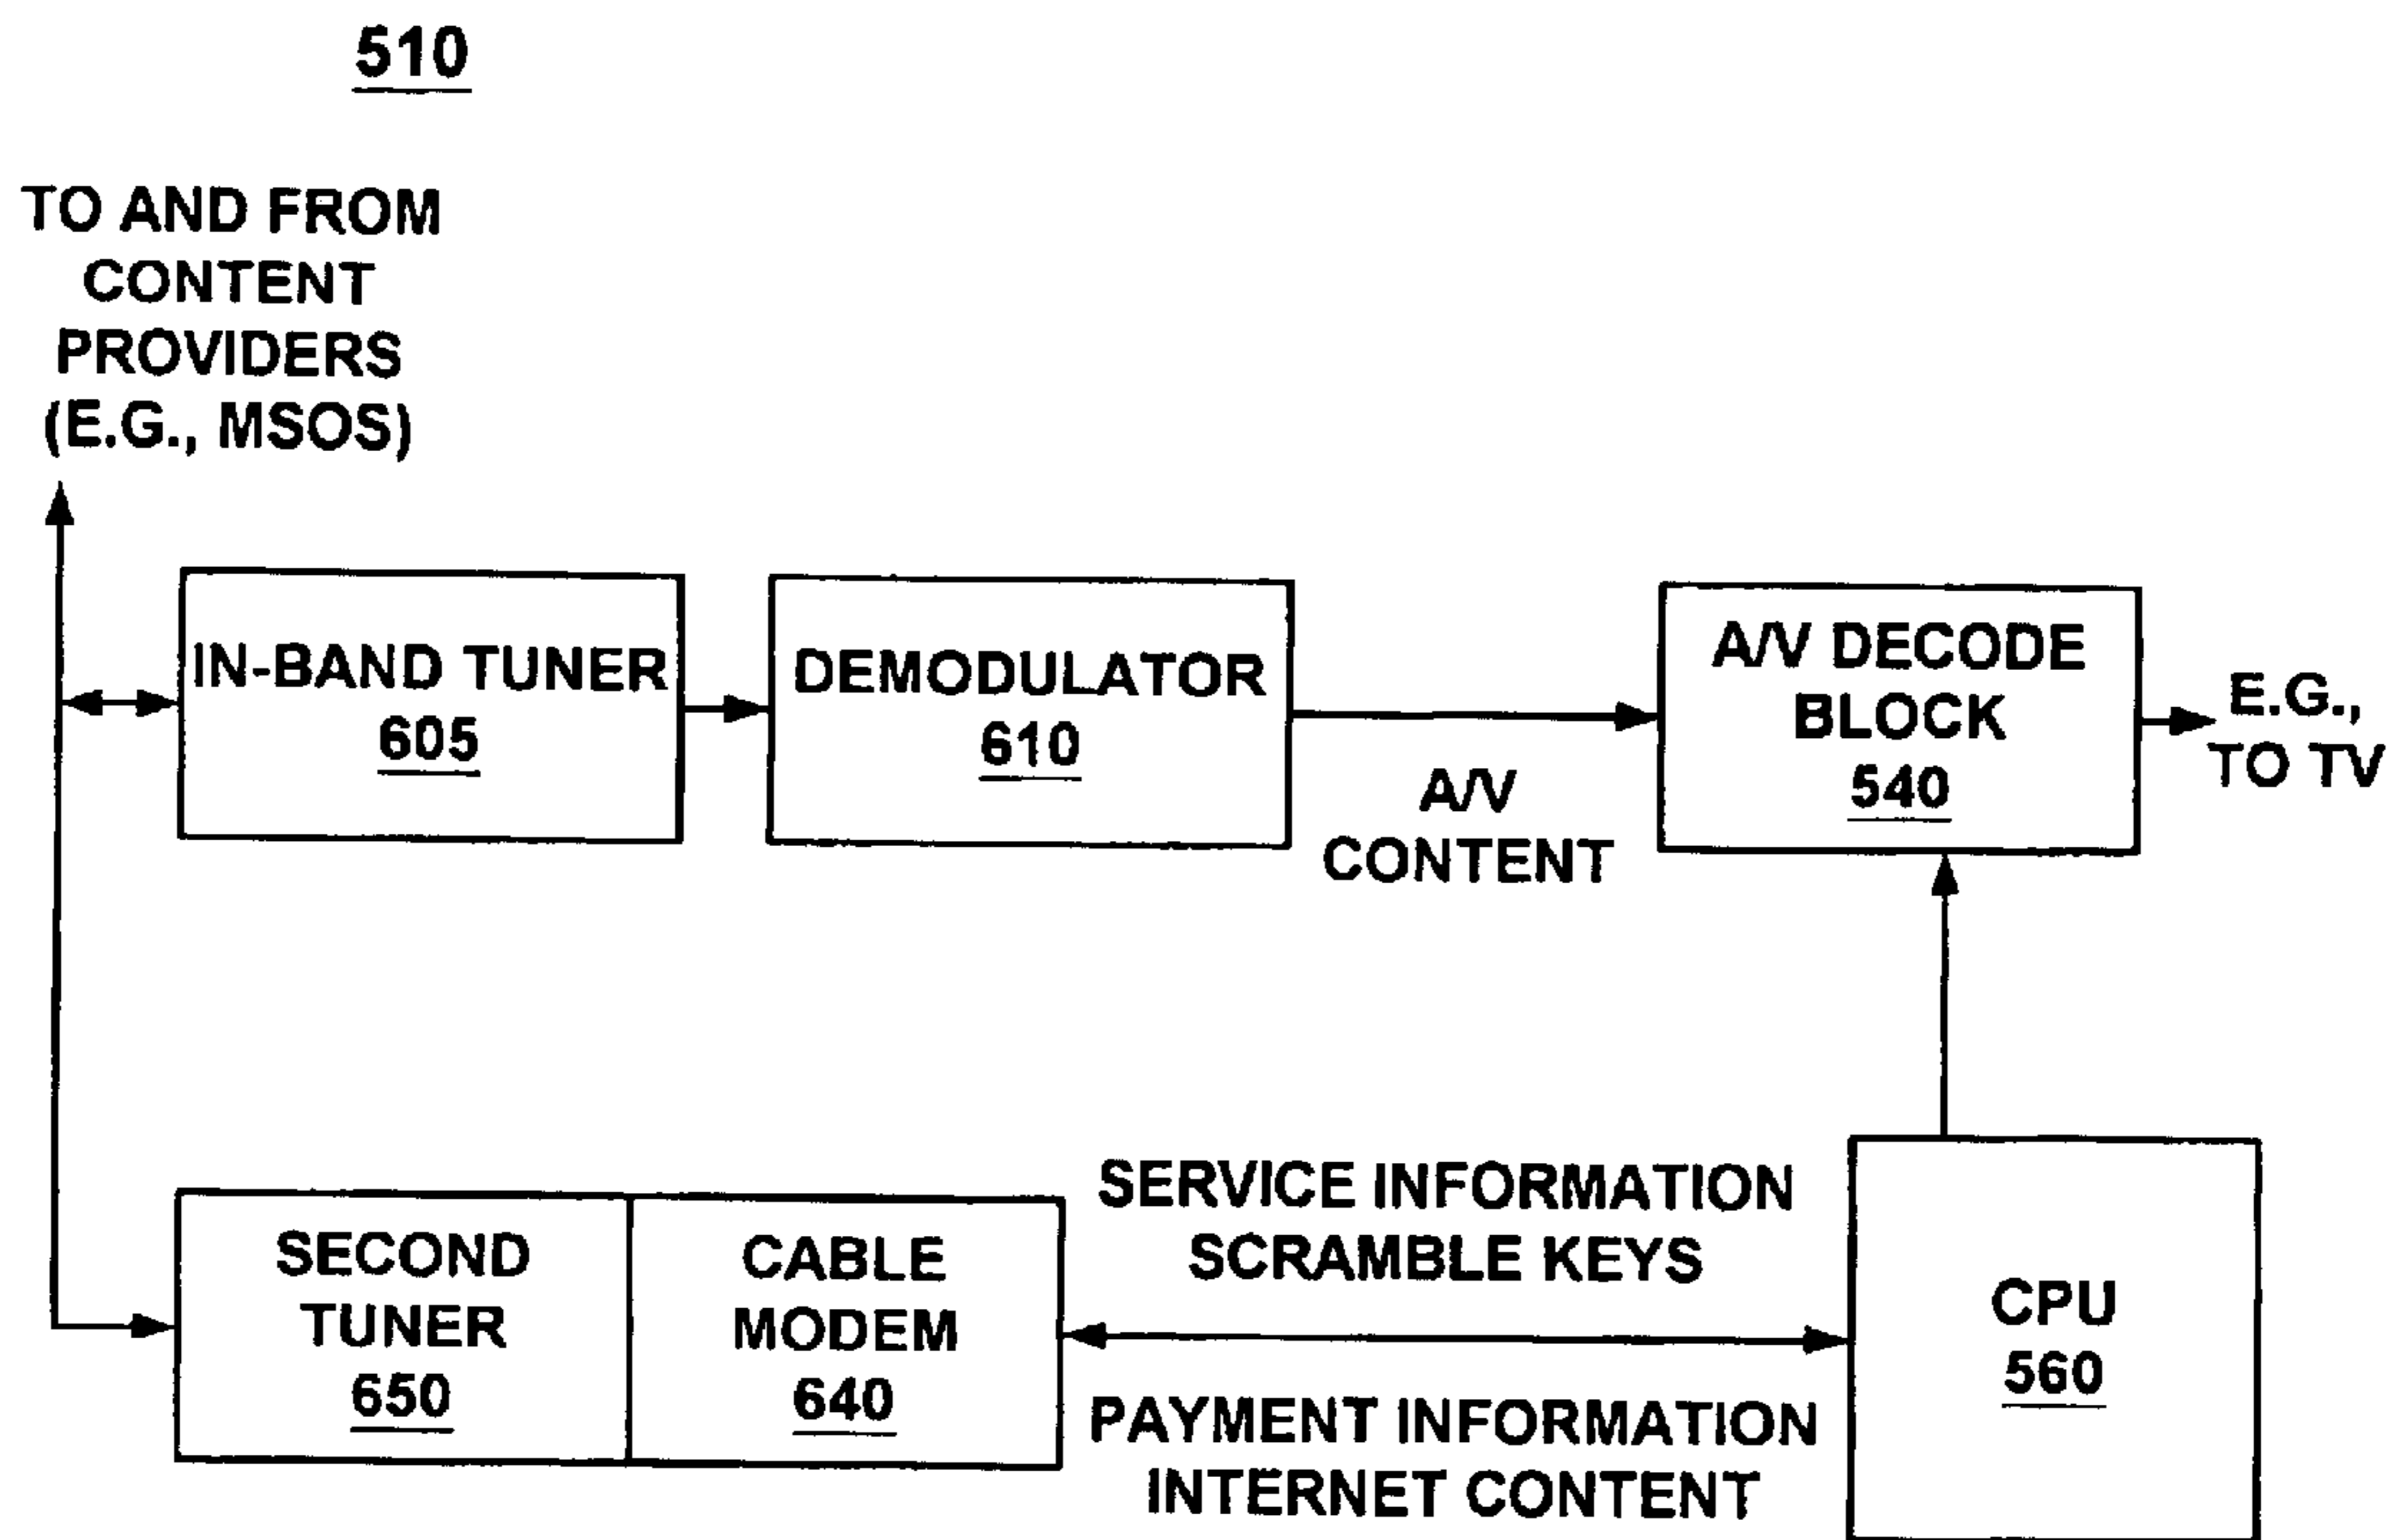 510
TO AND FROM
CONTENT
PROVIDERS
(E.G., MSOS)
IN-BAND TUNER
605
DEMODULATOR
610
A/V
CONTENT
A/V DECODE
BLOCK
540
E.G.,
TO TV
SECOND
TUNER
650
CABLE
MODEM
640
SERVICE INFORMATION
SCRAMBLE KEYS
PAYMENT INFORMATION
INTERNET CONTENT
CPU
560